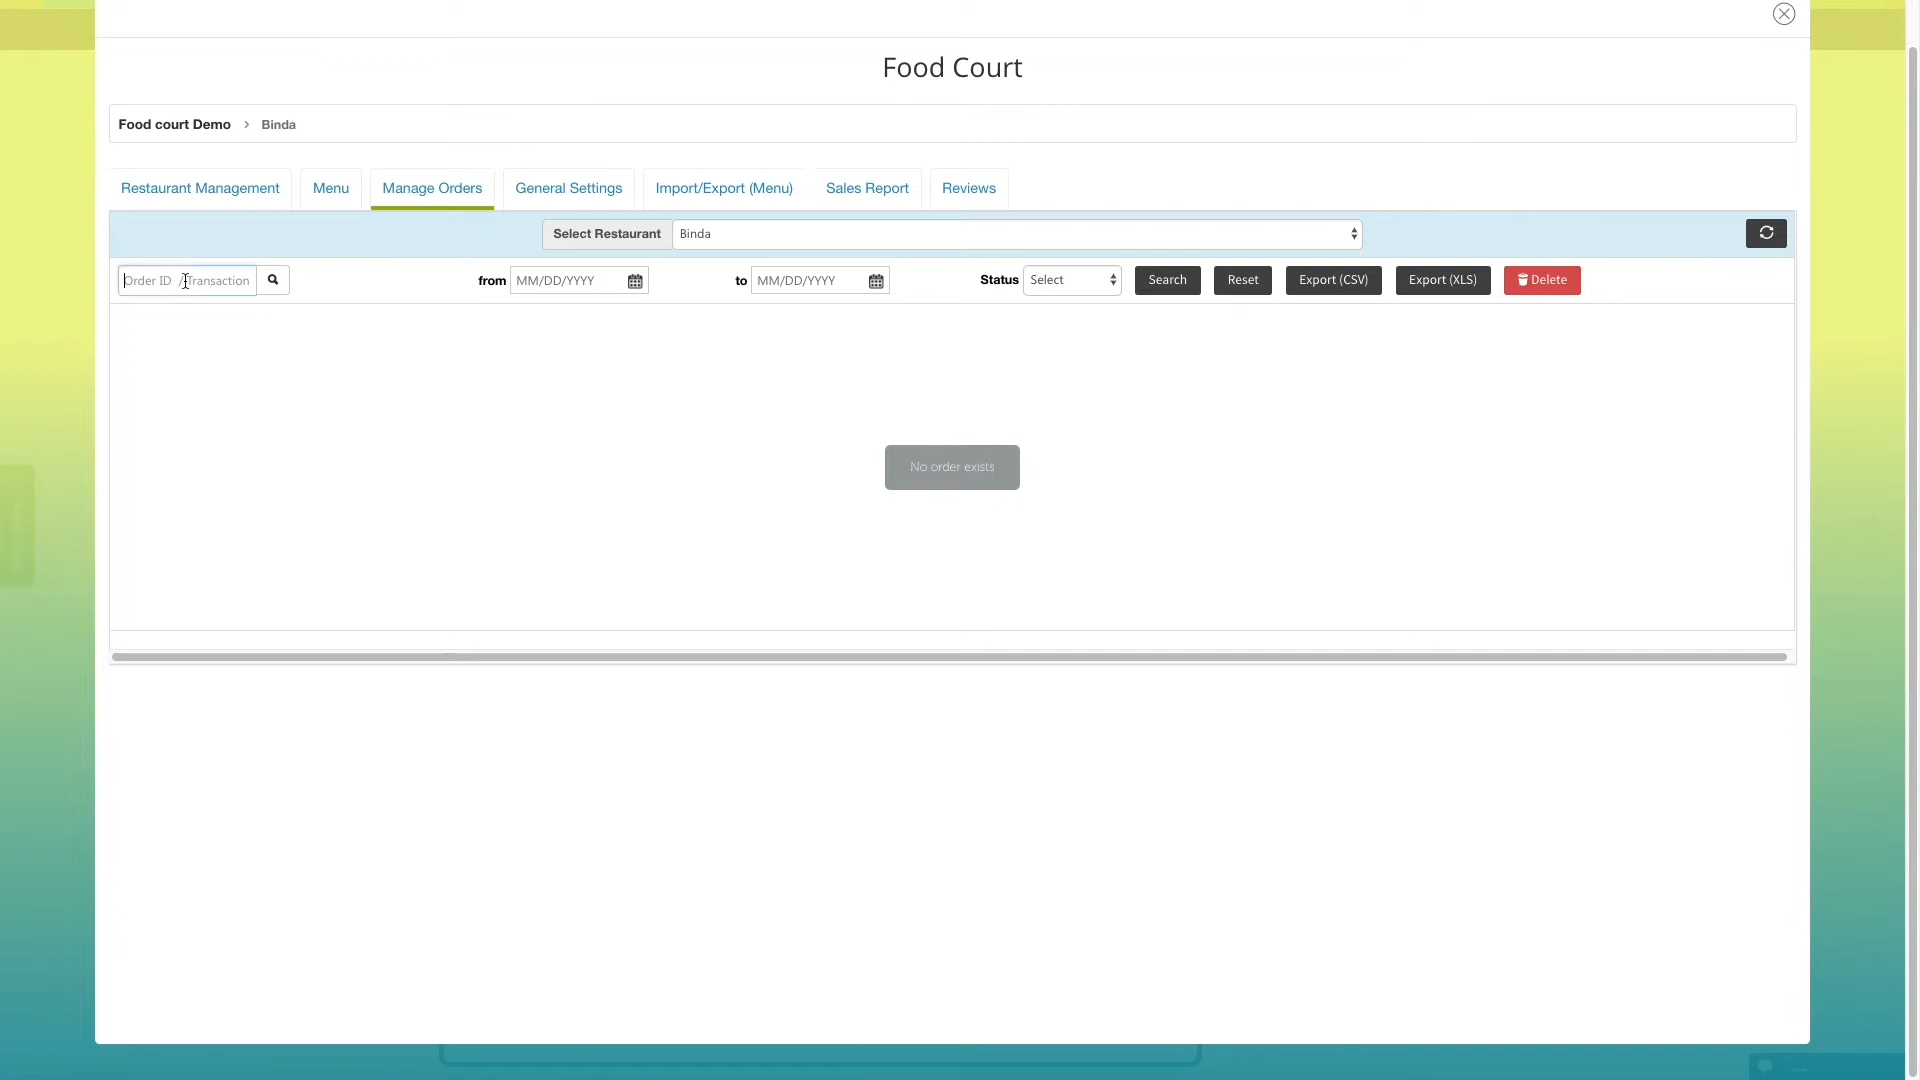 Food Court
Food court Demo > Binda
Restaurant Management Menu Manage Orders General Settings Import/Export (Menu) Sales Report Reviews
Select Restaurant Binda
Order ID / Transaction from MM/DD/YYYY to MM/DD/YYYY Status Select Search Reset Export (CSV) Export (XLS) Delete
No order exists